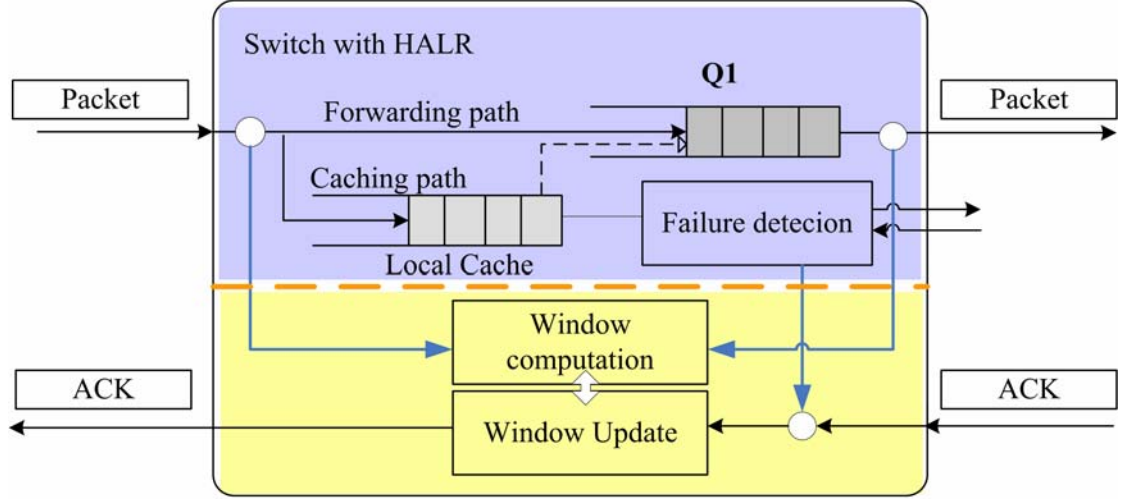 Switch with HALR
Q1
Packet
Packet
Forwarding path
Caching path
Failure detecion
Local Cache
Window
computation
ACK
ACK
Window Update